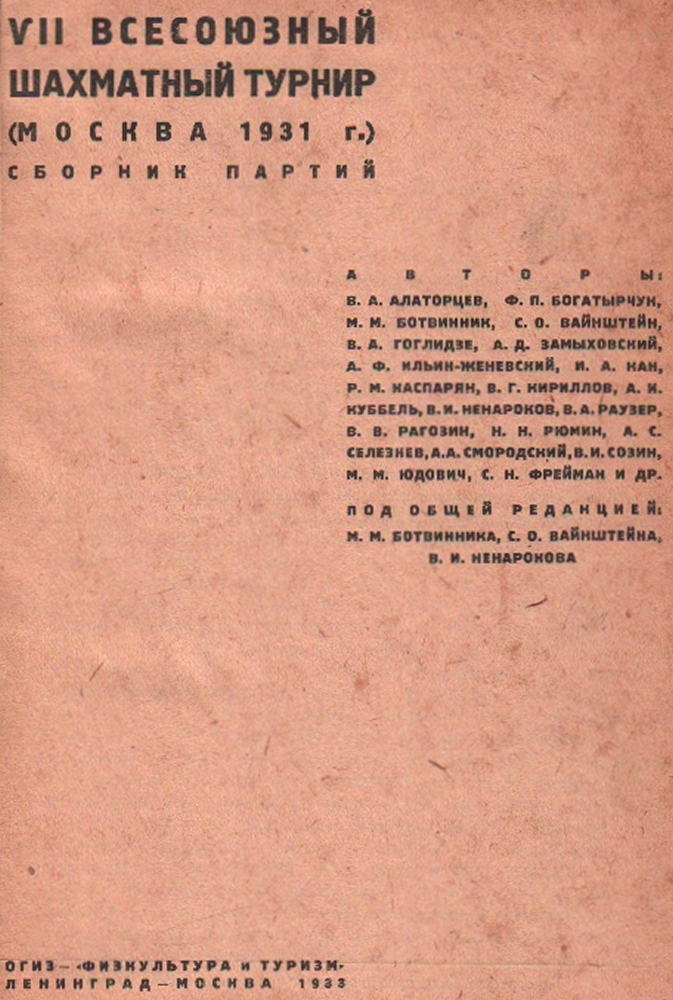 VII ВСЕСОЮЗНЫЙ
ШАХМАТНЫЙ ТУРНИР
(МОСКВА 1931 г.)
СБОРНИК ПАРТИЙ
АВТОРЫ:
В. А. АЛАТОРЦЕВ, Ф. П. БОГАТЫРЧУК,
М. М. БОТВИННИК, С. О. ВАЙНШТЕЙН,
В. А. ГОГЛИДЗЕ, А. Д. ЗАМЫХОВСКИЙ,
А. Ф. ИЛЬИН-ЖЕНЕВСКИЙ, И. А. КАН,
Р. М. КАСПАРЯН, В. Г. КИРИЛЛОВ, А. И.
КУББЕЛЬ, В. И. НЕНАРОКОВ, В. А. РАУЗЕР,
В. В. РАГОЗИН, Н. Н. РЮМИН, А. С.
СЕЛЕЗНЕВ, А. А. СМОРОДСКИЙ, В. И. СОЗИН,
М. М. ЮДОВИЧ, С. Н. ФРЕЙМАН И ДР.
ПОД ОБЩЕЙ РЕДАКЦИЕЙ:
М. М. БОТВИННИКА, С. О. ВАЙНШТЕЙНА,
В. И. НЕНАРОКОВА
ОГИЗ — «ФИЗКУЛЬТУРА и ТУРИЗМ»
ЛЕНИНГРАД — МОСКВА 1933